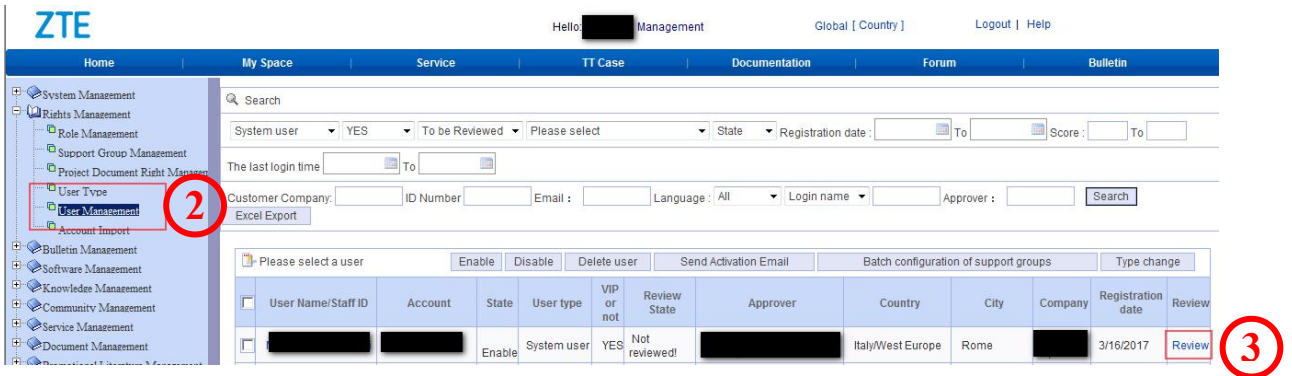 ZTE
Hello: Management Global [ Country ] Logout | Help
Home My Space Service TT Case Documentation Forum Bulletin
System Management
Rights Management
Role Management
Support Group Management
Project Document Right Managem
User Type
User Management
Account Import
Bulletin Management
Software Management
Knowledge Management
Community Management
Service Management
Document Management
Promotional Literature Management
2
Search
System user YES To be Reviewed Please select State Registration date : To Score : To
The last login time To
Customer Company: ID Number Email : Language : All Login name Approver : Search
Excel Export
Please select a user Enable Disable Delete user Send Activation Email Batch configuration of support groups Type change
User Name/Staff ID Account State User type VIP or not Review State Approver Country City Company Registration date Review
Enable System user YES Not reviewed! Italy/West Europe Rome 3/16/2017 Review
3